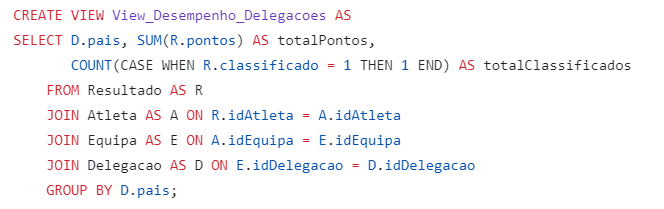 CREATE VIEW View_Desempenho_Delegacoes AS
SELECT D.pais, SUM(R.pontos) AS totalPontos,
COUNT(CASE WHEN R.classificado = 1 THEN 1 END) AS totalClassificados
FROM Resultado AS R
JOIN Atleta AS A ON R.idAtleta = A.idAtleta
JOIN Equipa AS E ON A.idEquipa = E.idEquipa
JOIN Delegacao AS D ON E.idDelegacao = D.idDelegacao
GROUP BY D.pais;